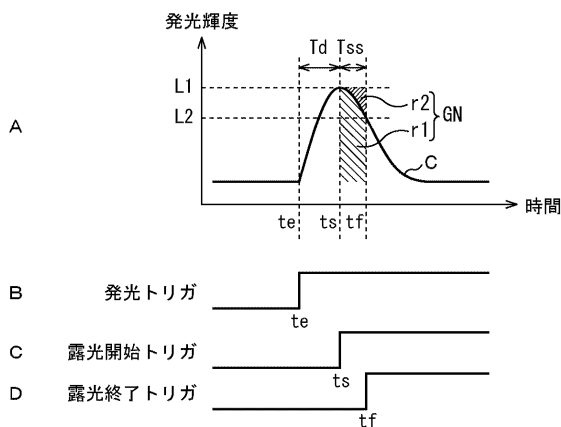 発光輝度
Td Tss
L1
L2
r2
r1
GN
C
A
te ts tf
時間
B 発光トリガ
te
C 露光開始トリガ
ts
D 露光終了トリガ
tf